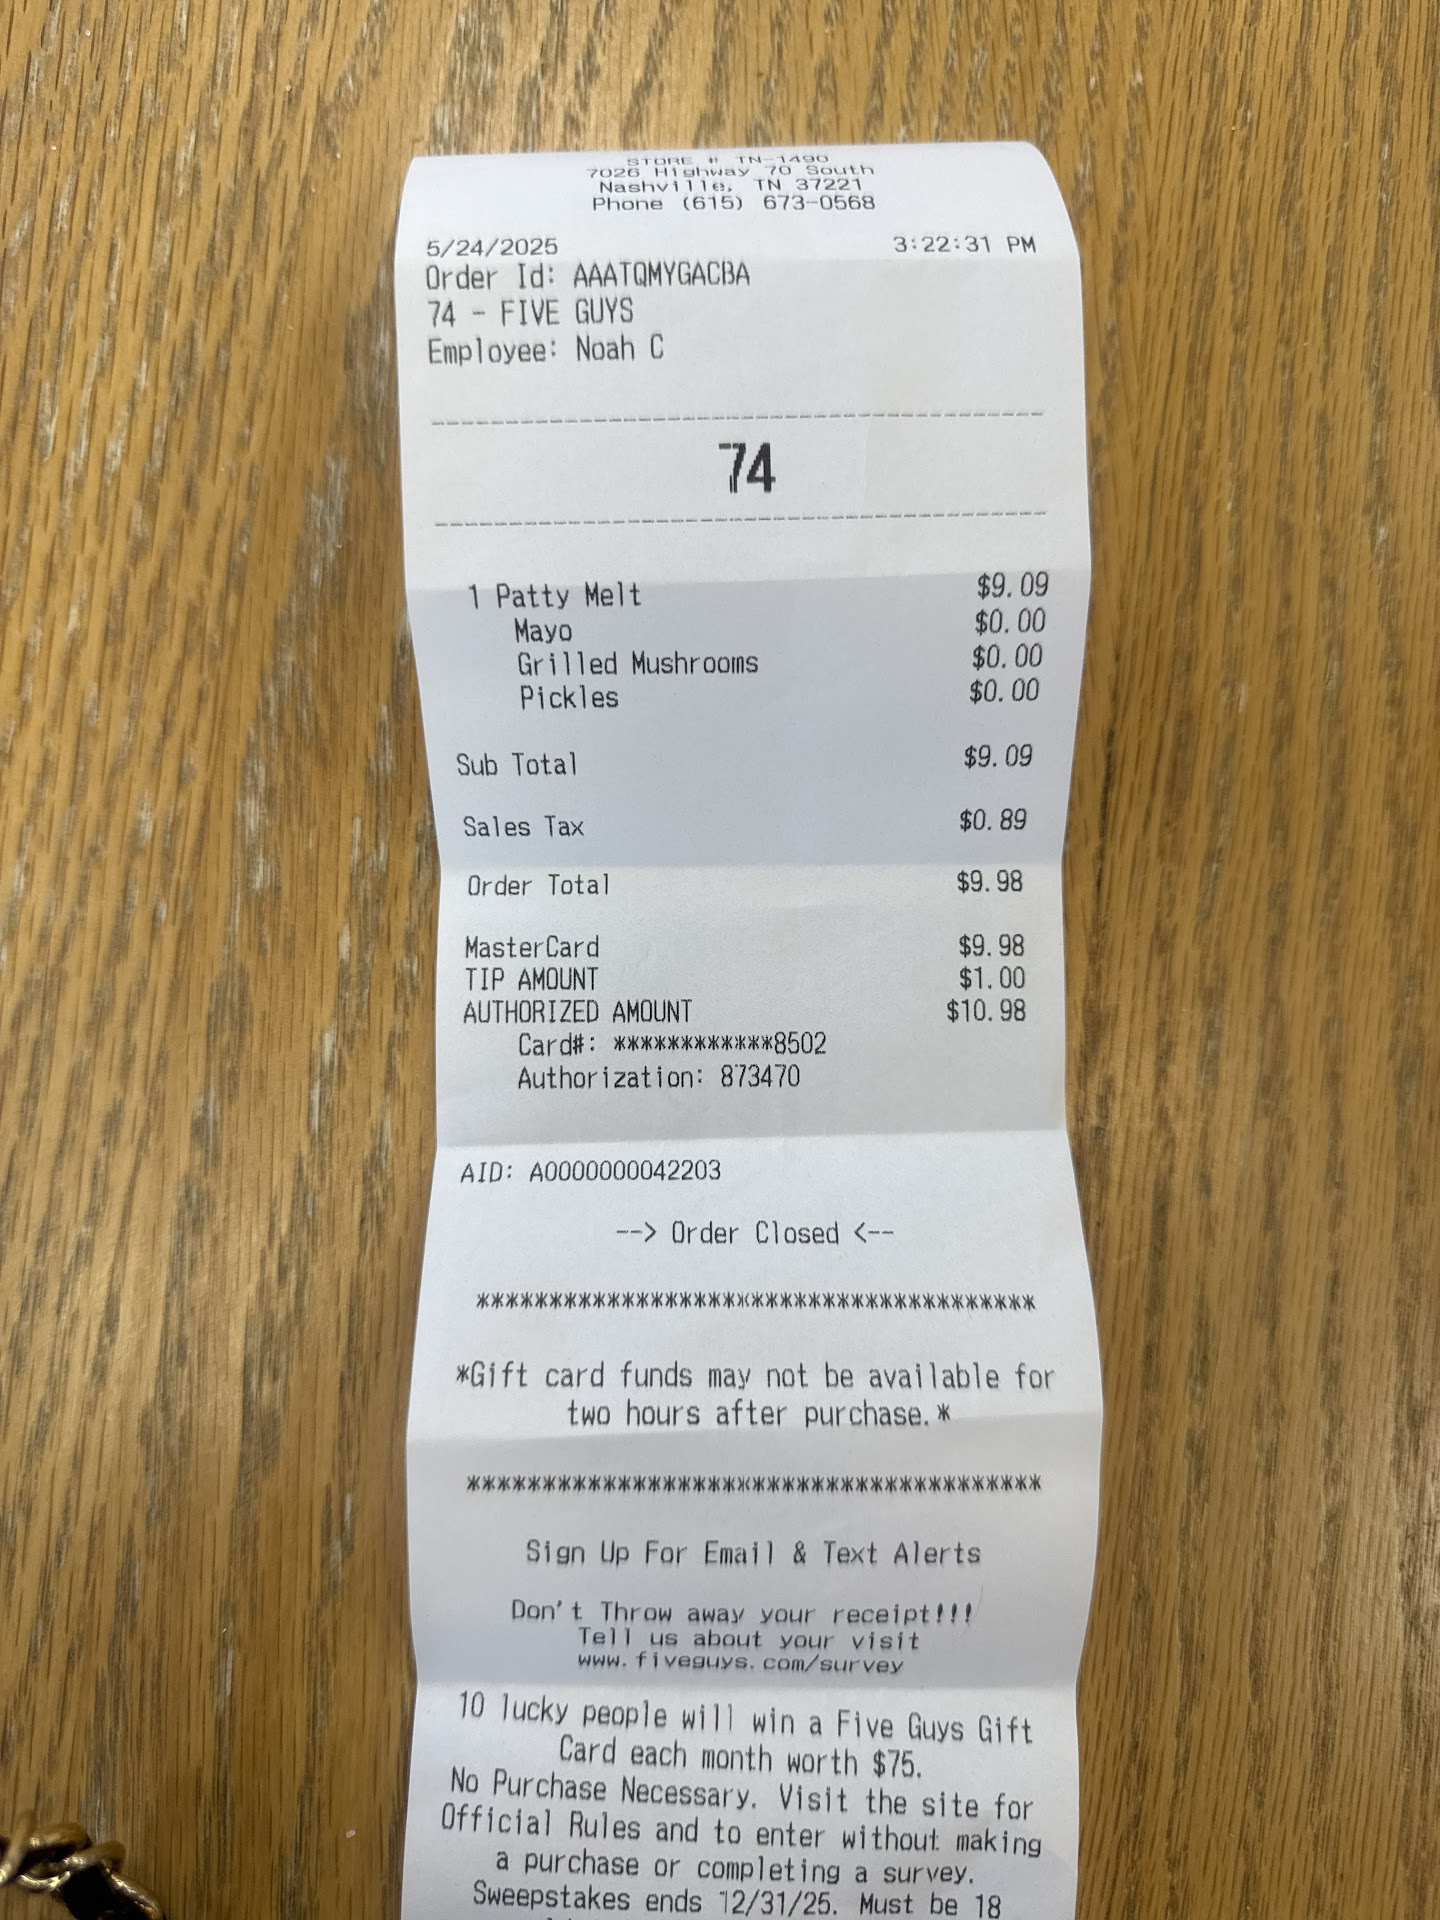 STORE # TN-1490
7026 Highway 70 South
Nashville, TN 37221
Phone (615) 673-0568
5/24/2025 3:22:31 PM
Order Id: AAATQMYGACBA
74 - FIVE GUYS
Employee: Noah C
74
1 Patty Melt $9.09
Mayo $0.00
Grilled Mushrooms $0.00
Pickles $0.00
Sub Total $9.09
Sales Tax $0.89
Order Total $9.98
MasterCard $9.98
TIP AMOUNT $1.00
AUTHORIZED AMOUNT $10.98
Card#: ************8502
Authorization: 873470
AID: A0000000042203
--> Order Closed <--
**************************************
*Gift card funds may not be available for
two hours after purchase.*
**************************************
Sign Up For Email & Text Alerts
Don't Throw away your receipt!!!
Tell us about your visit
www.fiveguys.com/survey
10 lucky people will win a Five Guys Gift
Card each month worth $75.
No Purchase Necessary. Visit the site for
Official Rules and to enter without making
a purchase or completing a survey.
Sweepstakes ends 12/31/25. Must be 18